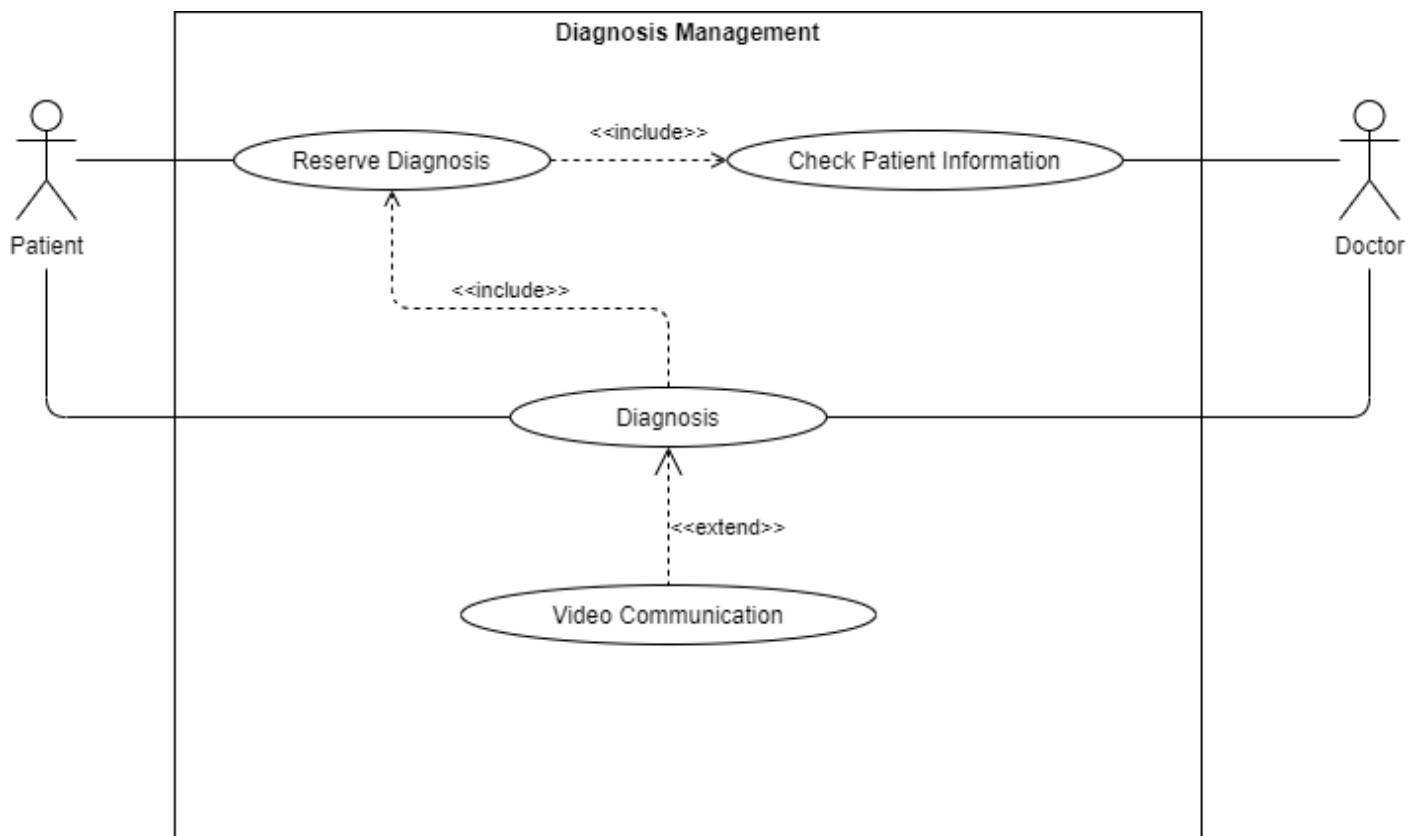 Diagnosis Management
<<include>>
Reserve Diagnosis
Check Patient Information
Patient
Doctor
<<include>>
Diagnosis
<<extend>>
Video Communication